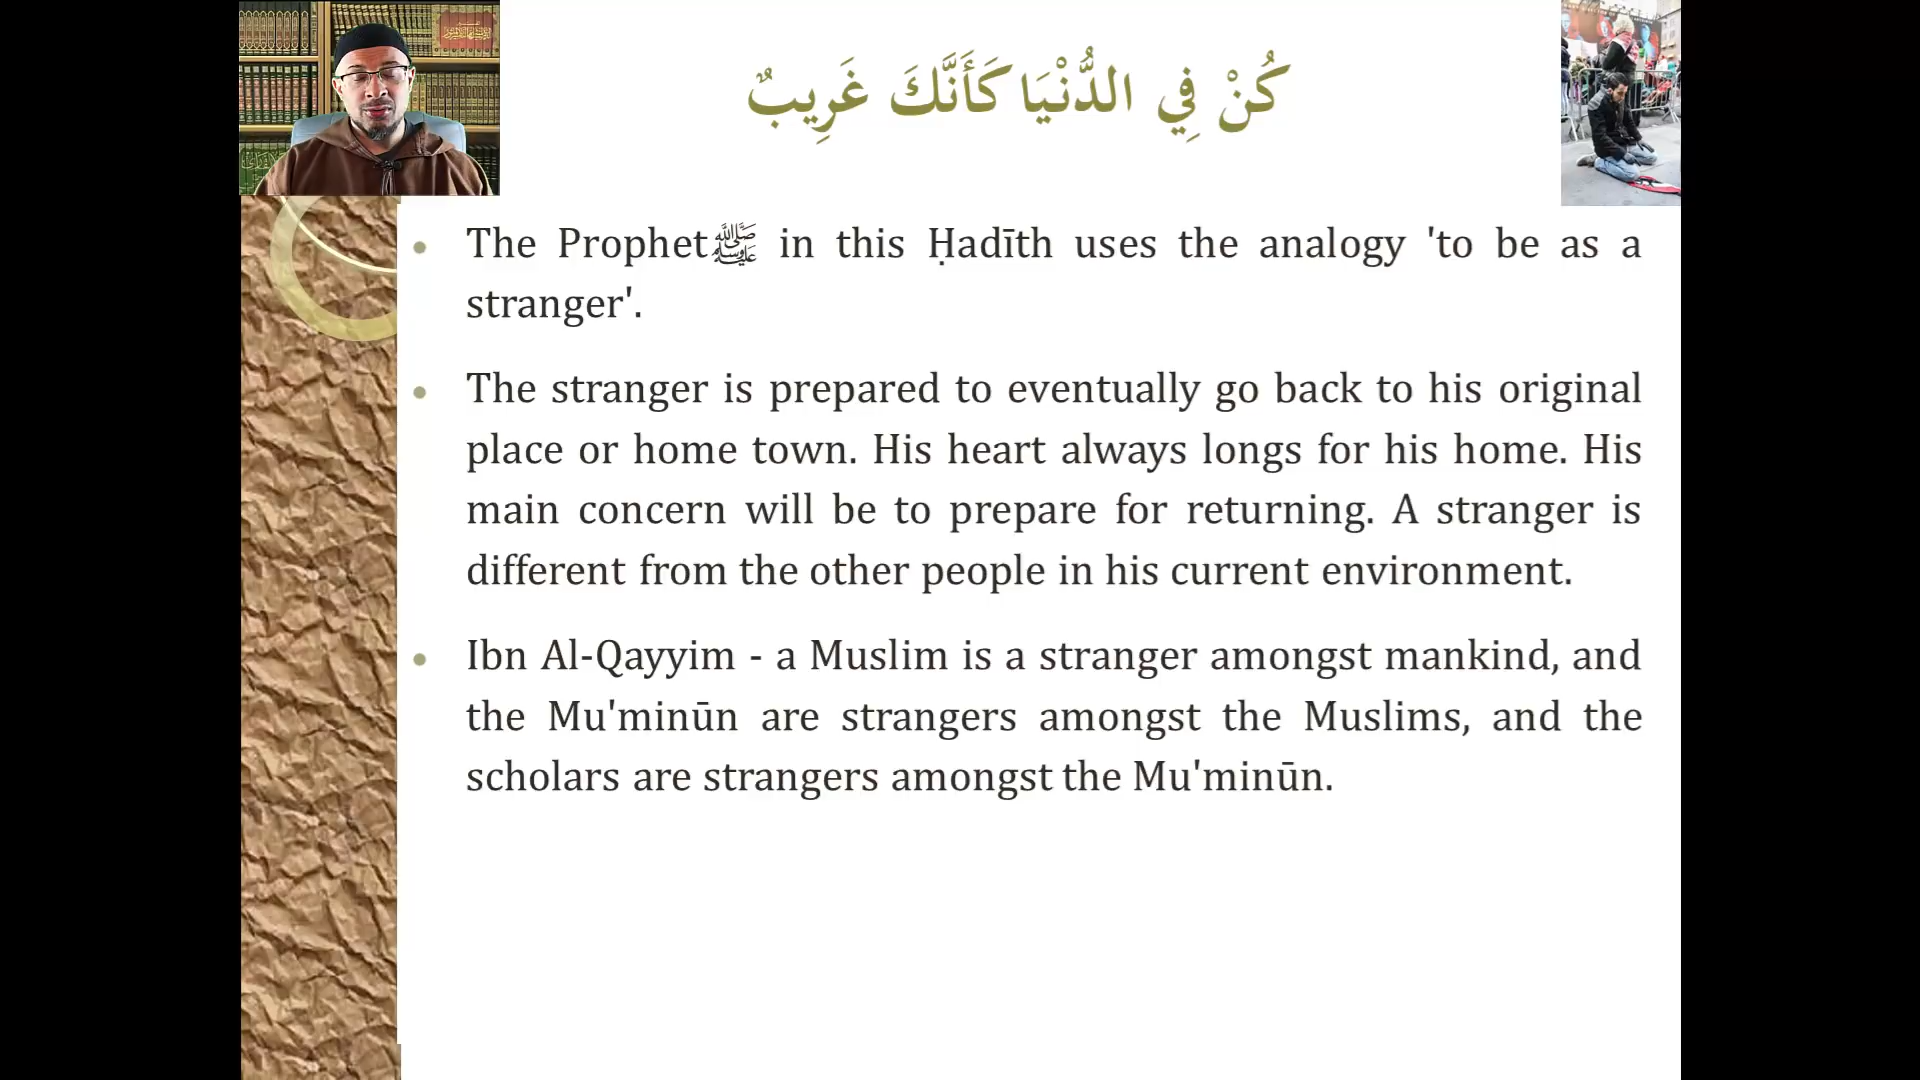 كُنْ فِي الدُّنْيَا كَأَنَّكَ غَرِيبٌ
• The Prophetﷺ in this Ḥadīth uses the analogy 'to be as a
stranger'.
• The stranger is prepared to eventually go back to his original
place or home town. His heart always longs for his home. His
main concern will be to prepare for returning. A stranger is
different from the other people in his current environment.
• Ibn Al-Qayyim - a Muslim is a stranger amongst mankind, and
the Mu'minūn are strangers amongst the Muslims, and the
scholars are strangers amongst the Mu'minūn.